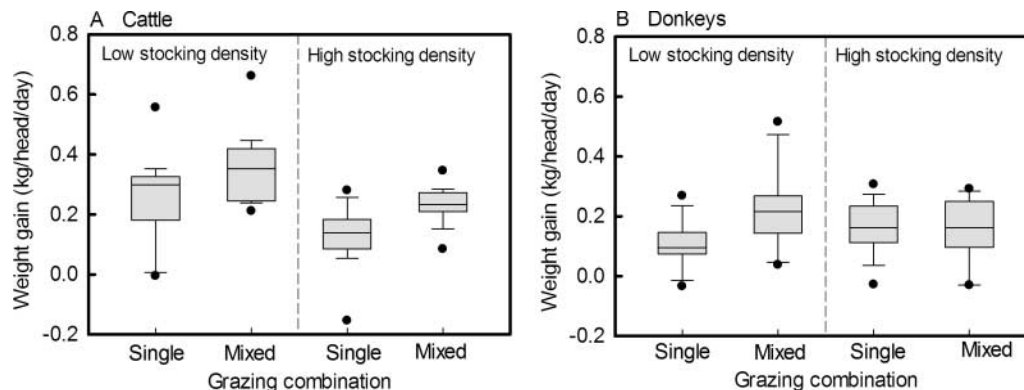 A Cattle
Low stocking density
High stocking density
Weight gain (kg/head/day)
0.8
0.6
0.4
0.2
0.0
-0.2
Single
Mixed
Single
Mixed
Grazing combination
B Donkeys
Low stocking density
High stocking density
Weight gain (kg/head/day)
0.8
0.6
0.4
0.2
0.0
-0.2
Single
Mixed
Single
Mixed
Grazing combination